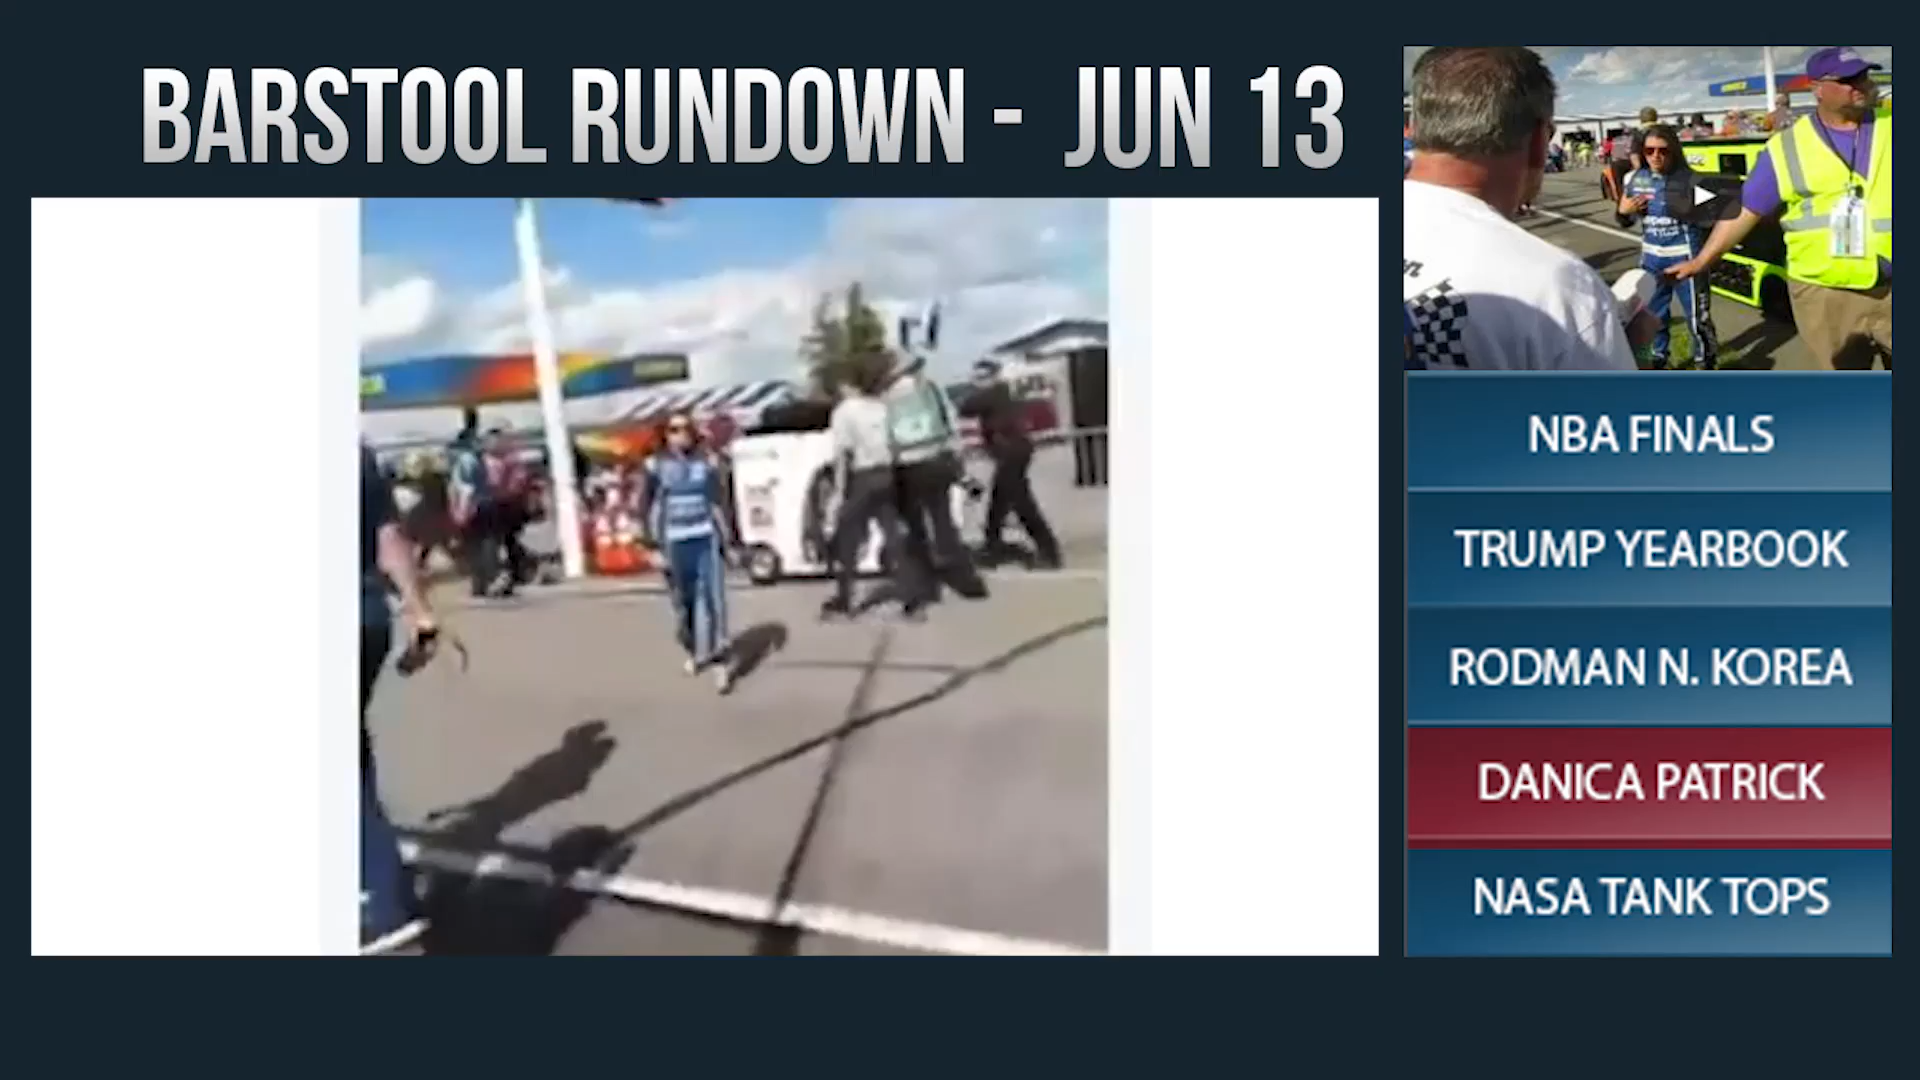 BARSTOOL RUNDOWN - JUN 13
NBA FINALS
TRUMP YEARBOOK
RODMAN N. KOREA
DANICA PATRICK
NASA TANK TOPS